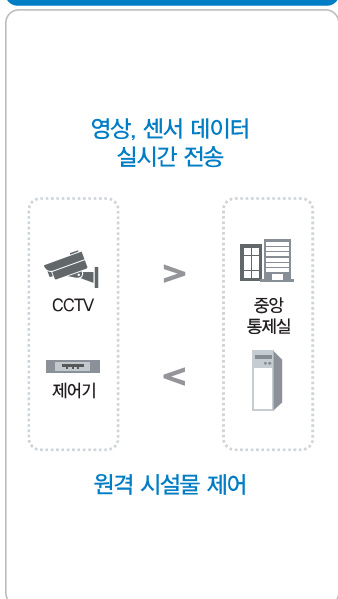 영상, 센서 데이터
실시간 전송
>
CCTV
중앙
통제실
<
제어기
원격 시설물 제어